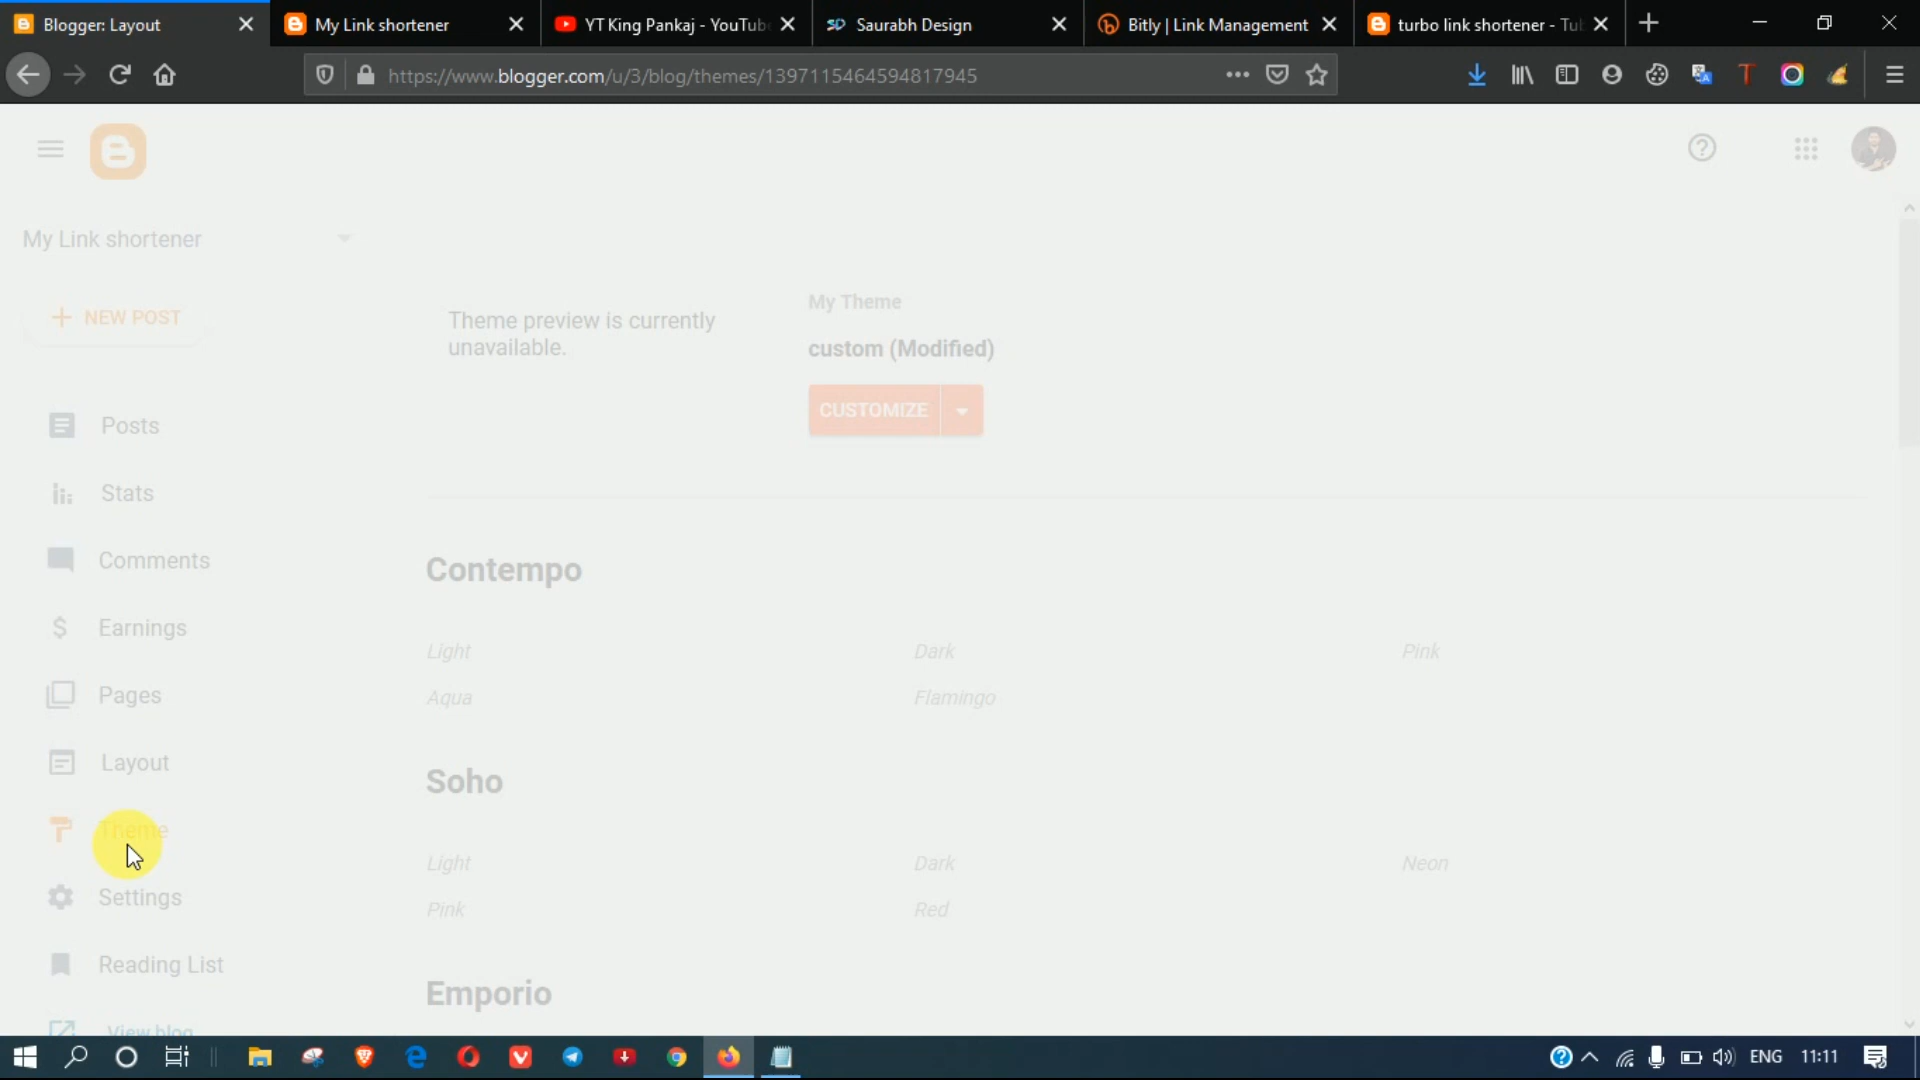 Blogger: Layout
My Link shortener
YT King Pankaj - YouTub
Saurabh Design
Bitly | Link Management
turbo link shortener - Tu
https://www.blogger.com/u/3/blog/themes/1397115464594817945
My Link shortener
NEW POST
Posts
Stats
Comments
Earnings
Pages
Layout
Theme
Settings
Reading List
View blog
Theme preview is currently
unavailable.
My Theme
custom (Modified)
CUSTOMIZE
Contempo
Light
Dark
Pink
Aqua
Flamingo
Soho
Light
Dark
Neon
Pink
Red
Emporio
ENG
11:11